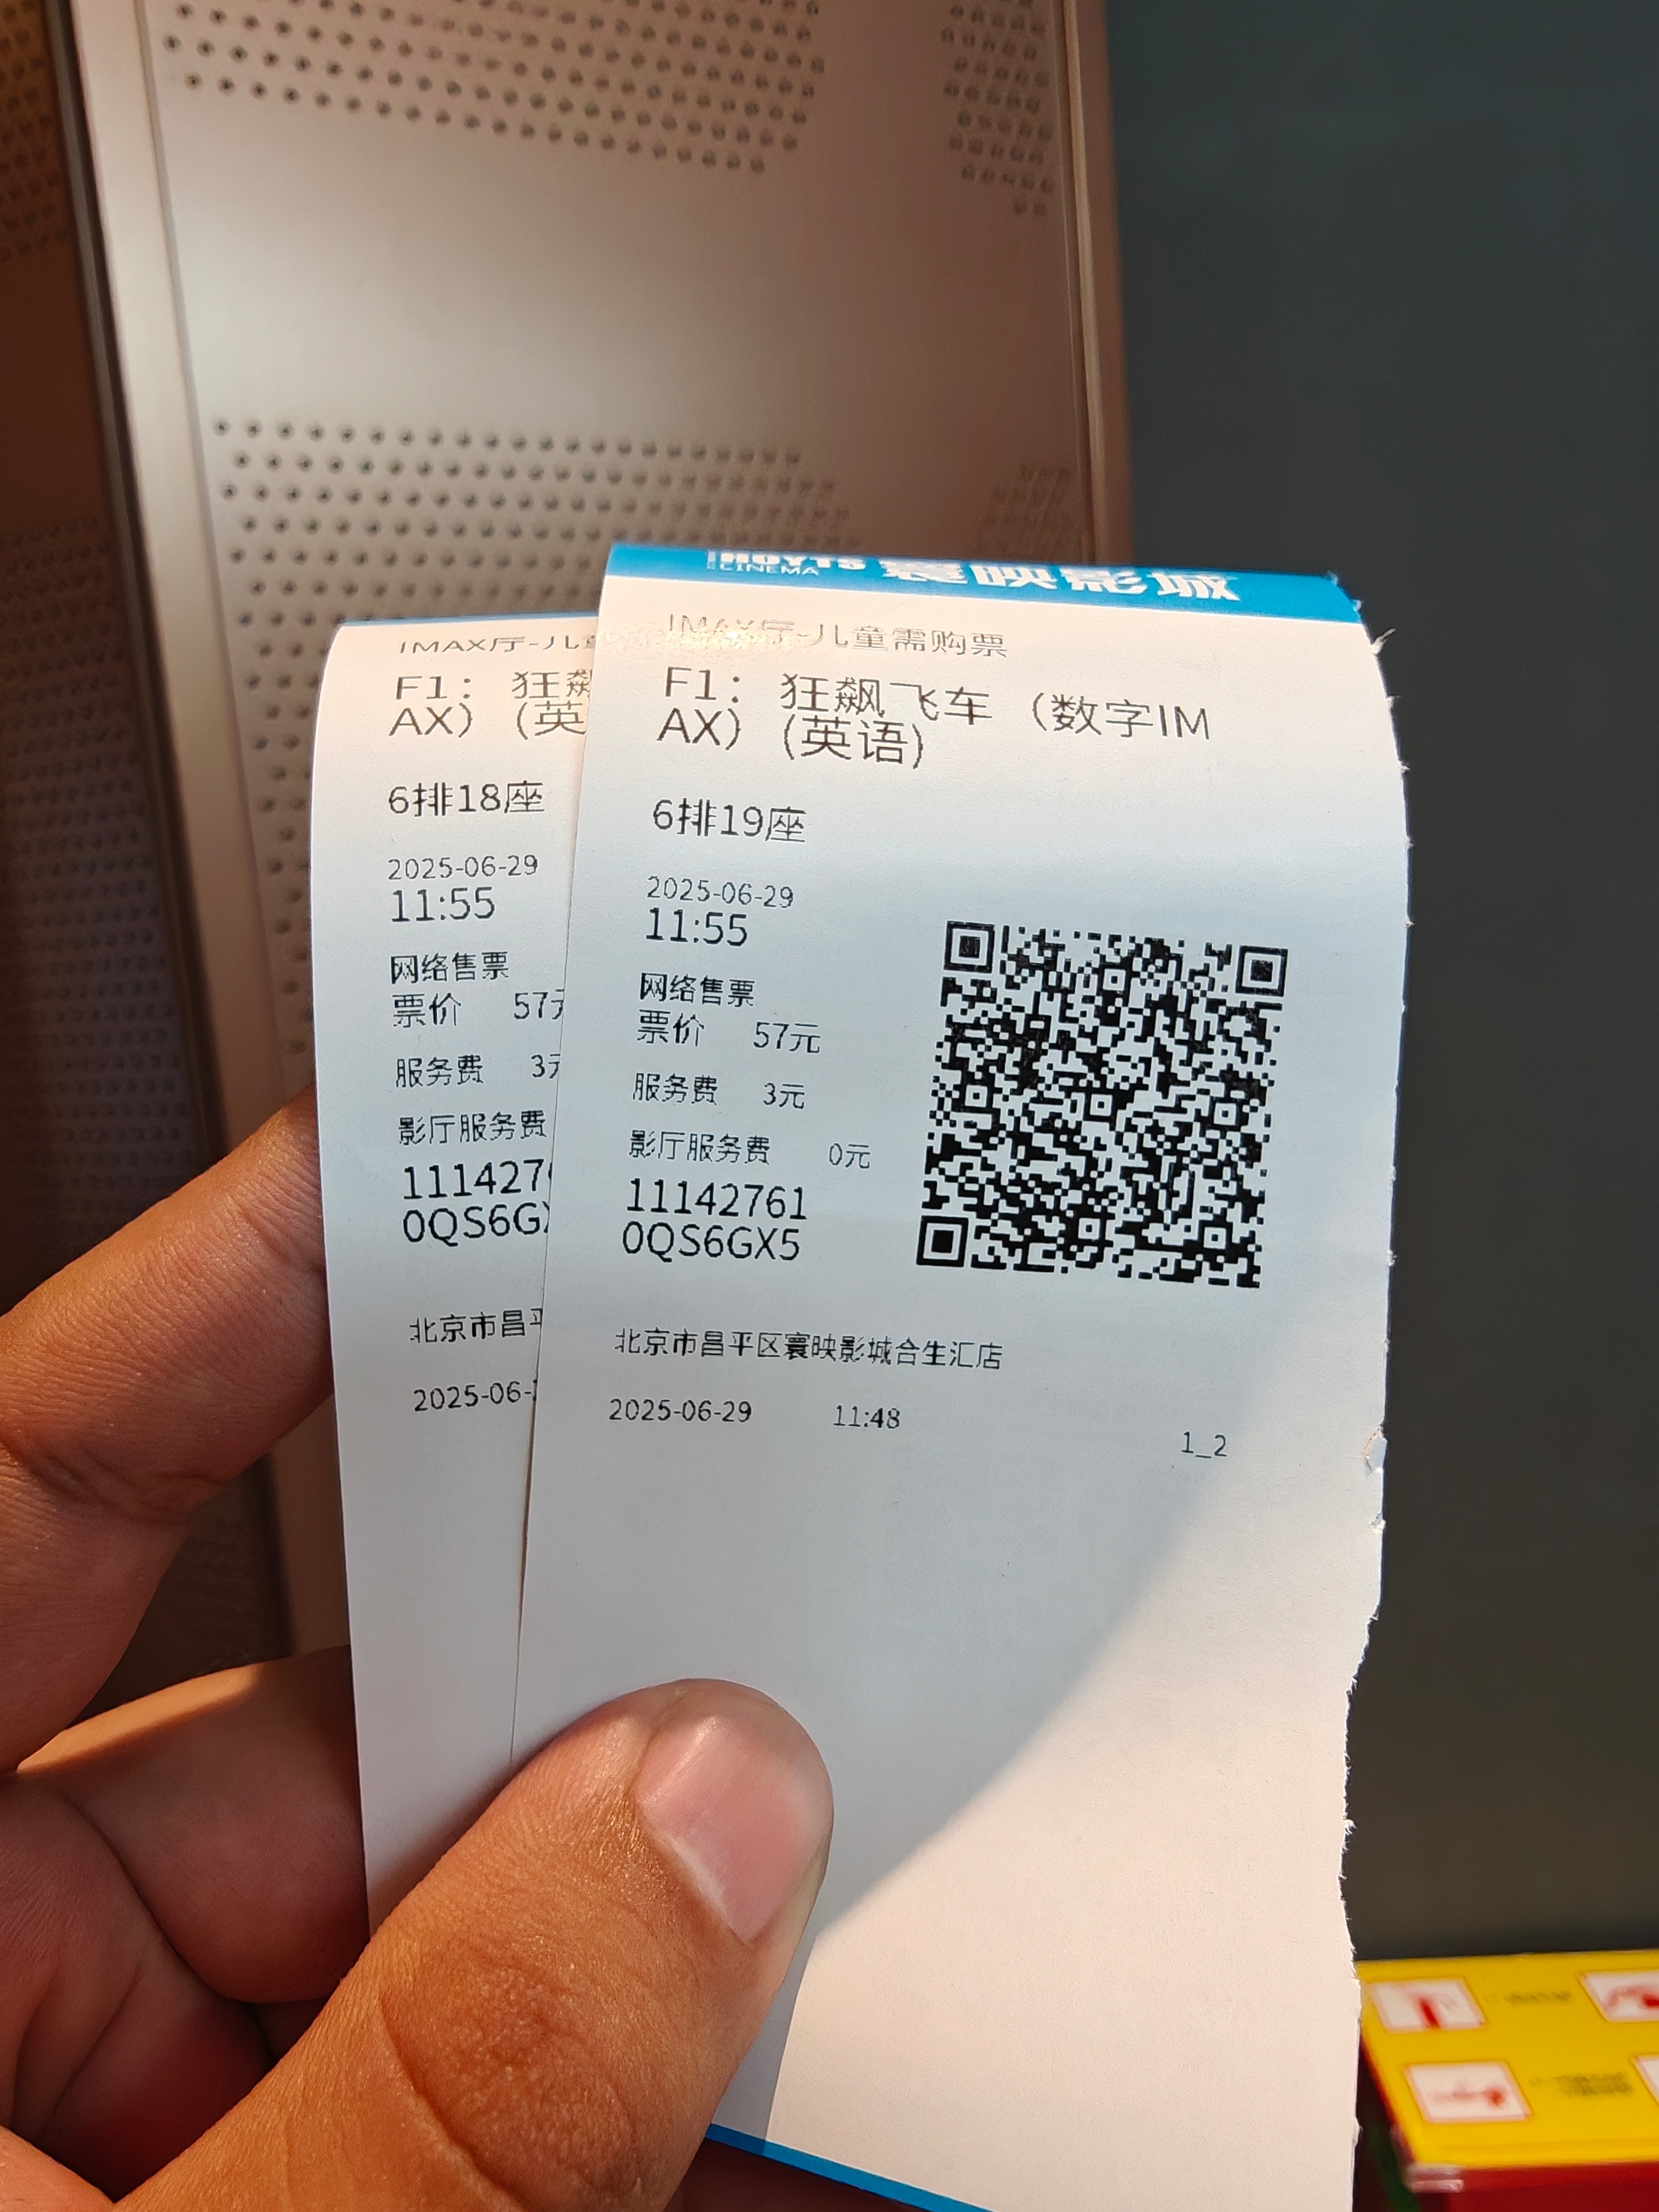 IMAX厅-儿
F1： 狂飙
AX） (英
6排18座
2025-06-29
11:55
网络售票
票价 57元
服务费 3元
影厅服务费
1114276
0QS6GX
北京市昌平
2025-06-
HOYTS
CINEMA 寰映影城
IMAX厅-儿童需购票
F1： 狂飙飞车 （数字IM
AX） (英语)
6排19座
2025-06-29
11:55
网络售票
票价 57元
服务费 3元
影厅服务费 0元
11142761
0QS6GX5
北京市昌平区寰映影城合生汇店
2025-06-29 11:48
1_2